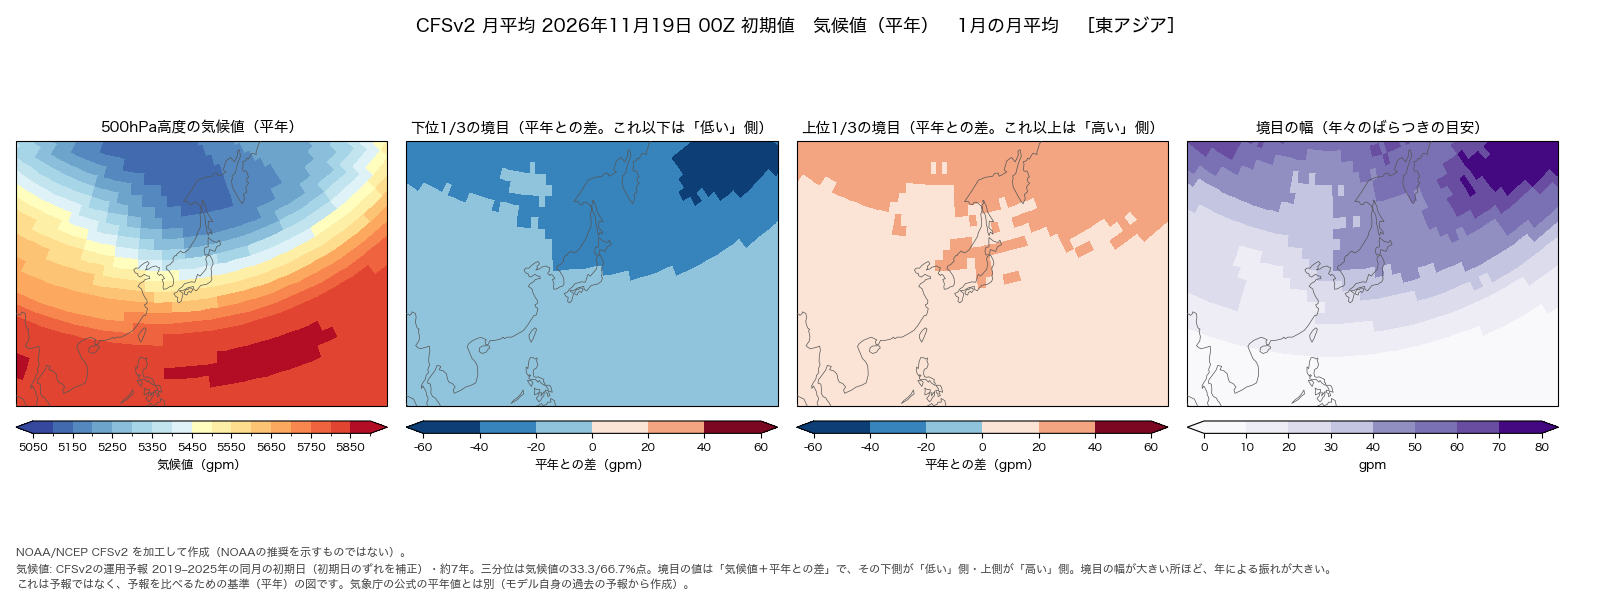 CFSv2 月平均 2026年11月19日 00Z 初期値　気候値（平年）　1月の月平均　［東アジア］
500hPa高度の気候値（平年）
下位1/3の境目（平年との差。これ以下は「低い」側）
上位1/3の境目（平年との差。これ以上は「高い」側）
境目の幅（年々のばらつきの目安）
5050 5150 5250 5350 5450 5550 5650 5750 5850
気候値（gpm）
-60 -40 -20 0 20 40 60
平年との差（gpm）
-60 -40 -20 0 20 40 60
平年との差（gpm）
0 10 20 30 40 50 60 70 80
gpm
NOAA/NCEP CFSv2 を加工して作成（NOAAの推奨を示すものではない）。
気候値: CFSv2の運用予報 2019–2025年の同月の初期日（初期日のずれを補正）・約7年。三分位は気候値の33.3/66.7%点。境目の値は「気候値＋平年との差」で、その下側が「低い」側・上側が「高い」側。境目の幅が大きい所ほど、年による振れが大きい。
これは予報ではなく、予報を比べるための基準（平年）の図です。気象庁の公式の平年値とは別（モデル自身の過去の予報から作成）。